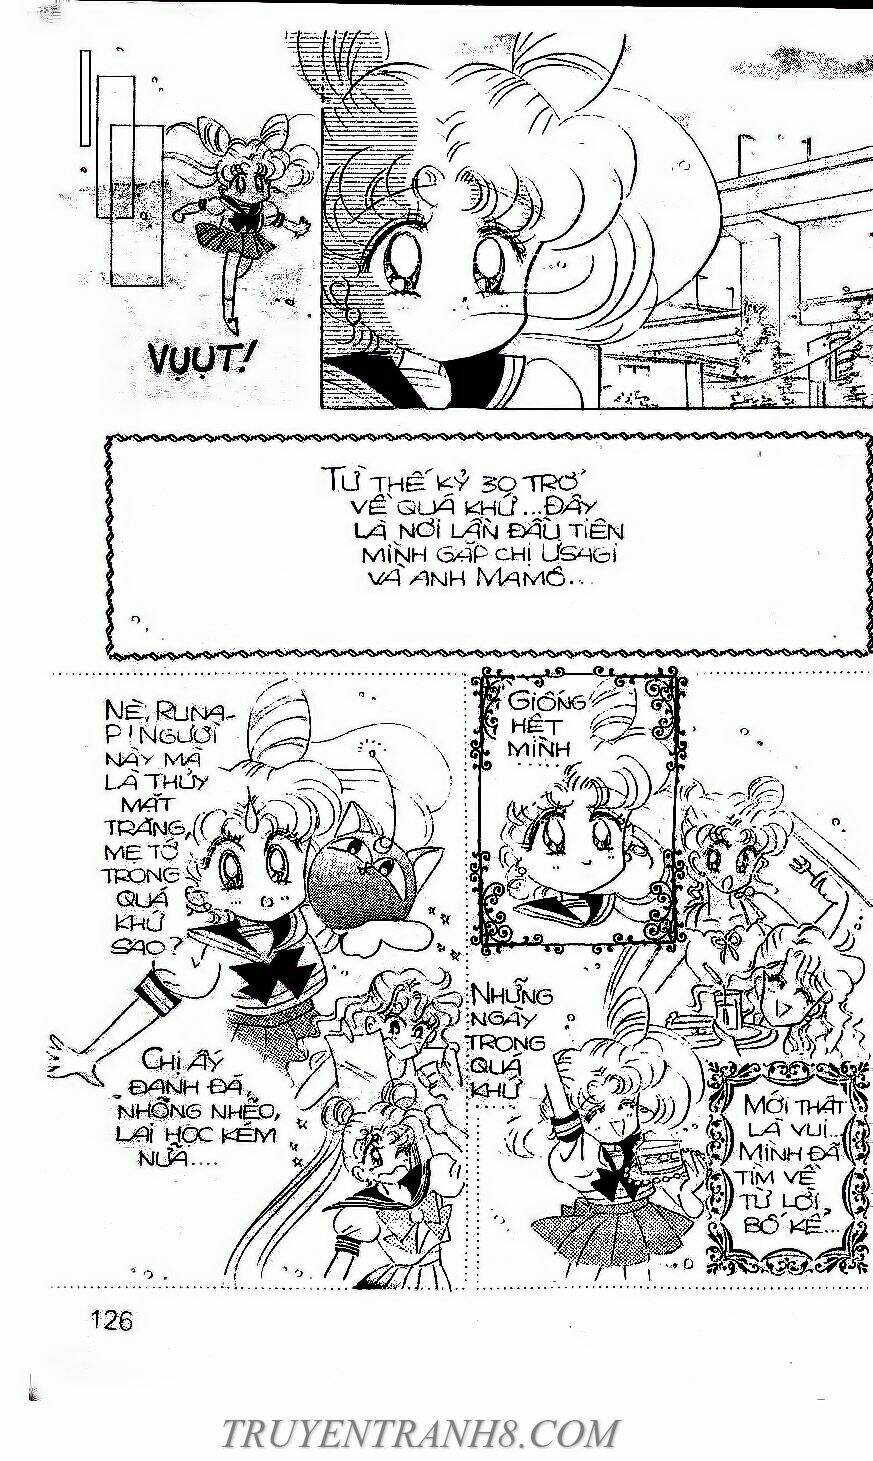 VỤỤT!
TỪ THẾ KỶ 30 TRỞ
VỀ QUÁ KHỨ...ĐÂY
LÀ NƠI LẦN ĐẦU TIÊN
MÌNH GẶP CHỊ USAGI
VÀ ANH MAMÔ...
NÈ, RUNA-
P! NGƯƠI
NÀY MÀ
LÀ THỦY
MẶT
TRĂNG,
MẸ TỚ
TRONG
QUÁ
KHỨ
SAO?
CHỊ ẤY
ĐANH ĐÁ,
NHÕNG NHẼO,
LẠI HỌC KÉM
NỮA....
GIỐNG
HỆT
MÌNH
NHỮNG
NGÀY
TRONG
QUÁ
KHỨ
MỚI THẬT
LÀ VUI...
MÌNH ĐÃ
TÌM VỀ
TỪ LỜI
BỐ KỂ...
126
TRUYENTRANH8.COM